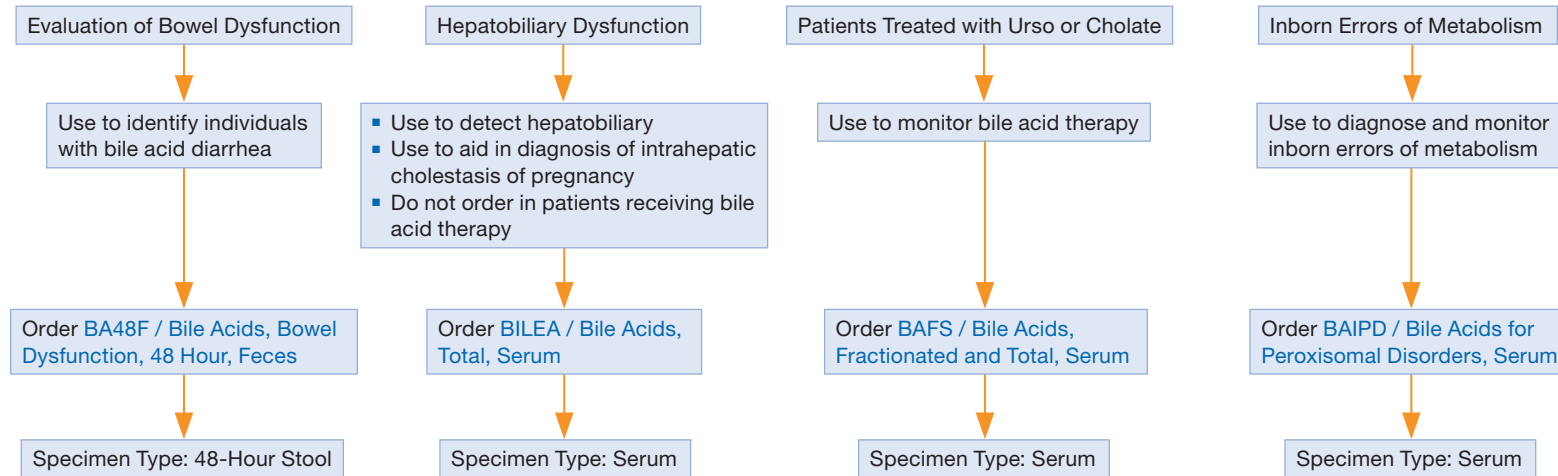 Evaluation of Bowel Dysfunction
Use to identify individuals
with bile acid diarrhea
Order BA48F / Bile Acids, Bowel
Dysfunction, 48 Hour, Feces
Specimen Type: 48-Hour Stool
Hepatobiliary Dysfunction
▪ Use to detect hepatobiliary
▪ Use to aid in diagnosis of intrahepatic
cholestasis of pregnancy
▪ Do not order in patients receiving bile
acid therapy
Order BILEA / Bile Acids,
Total, Serum
Specimen Type: Serum
Patients Treated with Urso or Cholate
Use to monitor bile acid therapy
Order BAFS / Bile Acids,
Fractionated and Total, Serum
Specimen Type: Serum
Inborn Errors of Metabolism
Use to diagnose and monitor
inborn errors of metabolism
Order BAIPD / Bile Acids for
Peroxisomal Disorders, Serum
Specimen Type: Serum